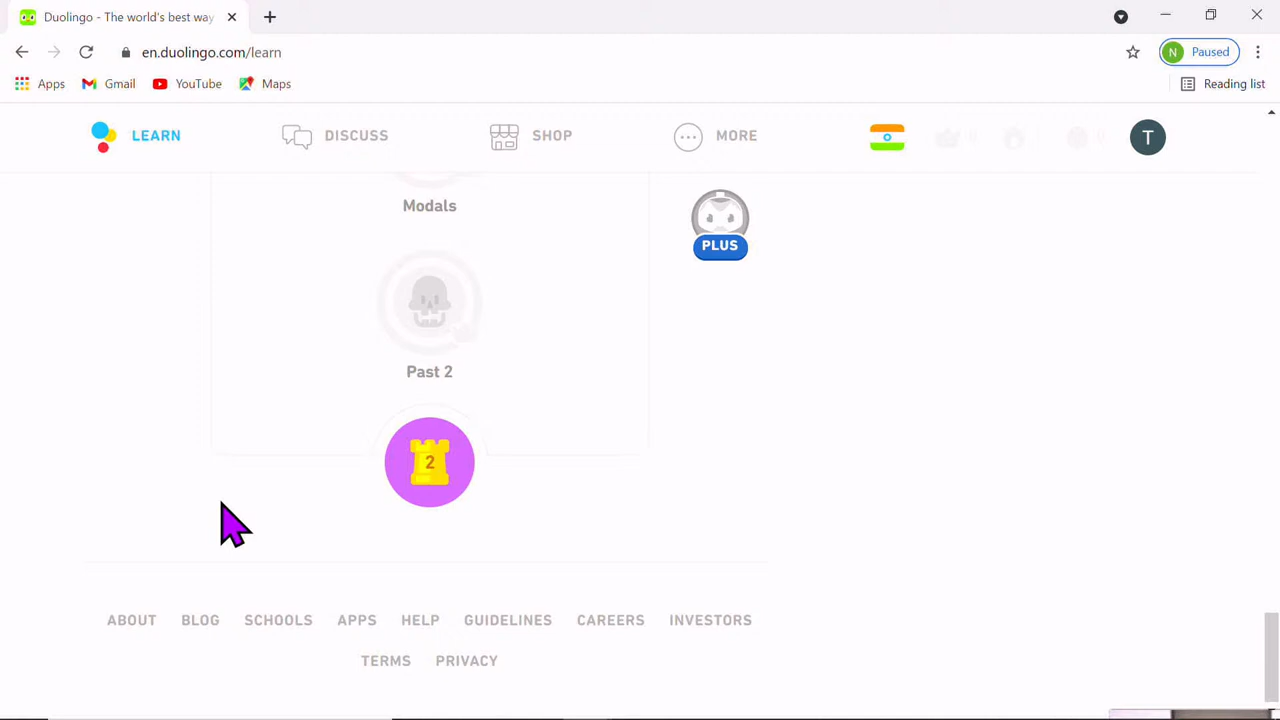 Duolingo - The world's best way
en.duolingo.com/learn
N Paused
Apps Gmail YouTube Maps Reading list
LEARN DISCUSS SHOP MORE T
Modals
PLUS
Past 2
2
ABOUT BLOG SCHOOLS APPS HELP GUIDELINES CAREERS INVESTORS
TERMS PRIVACY